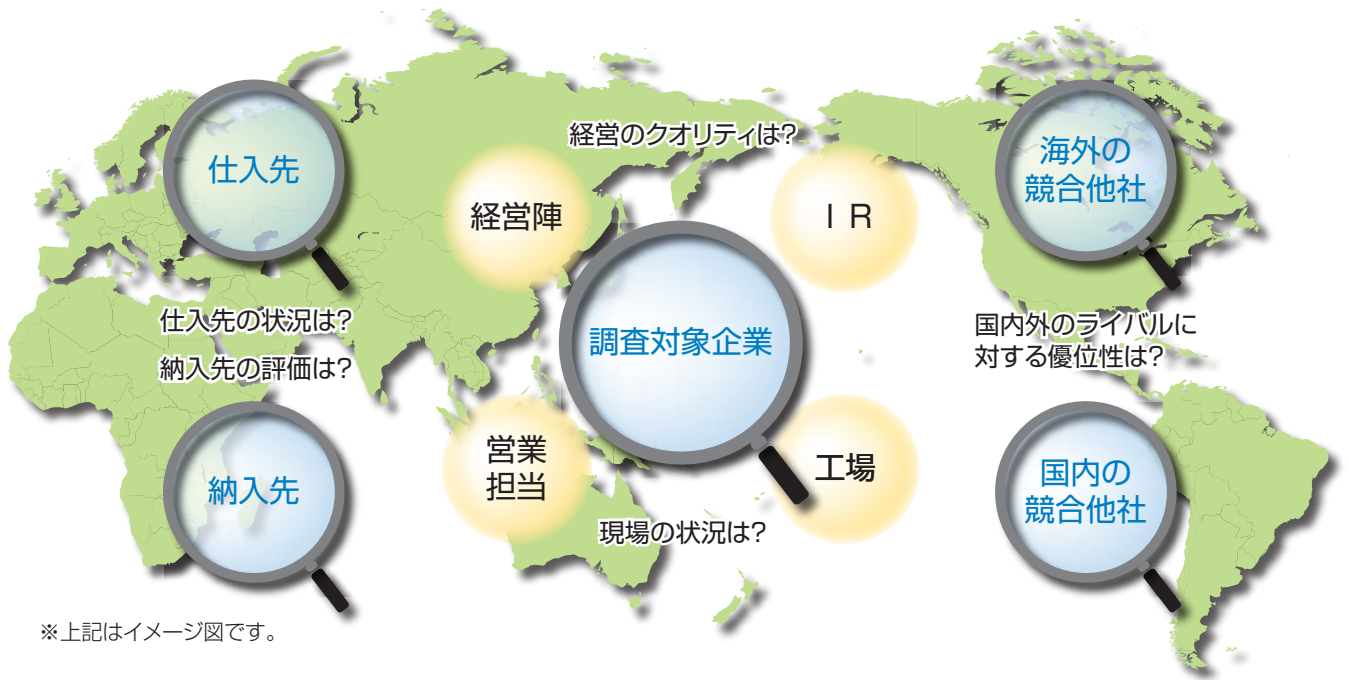 経営のクオリティは?
仕入先
海外の
競合他社
経営陣
I R
仕入先の状況は?
納入先の評価は?
調査対象企業
国内外のライバルに
対する優位性は?
納入先
営業
担当
工場
国内の
競合他社
現場の状況は?
※上記はイメージ図です。